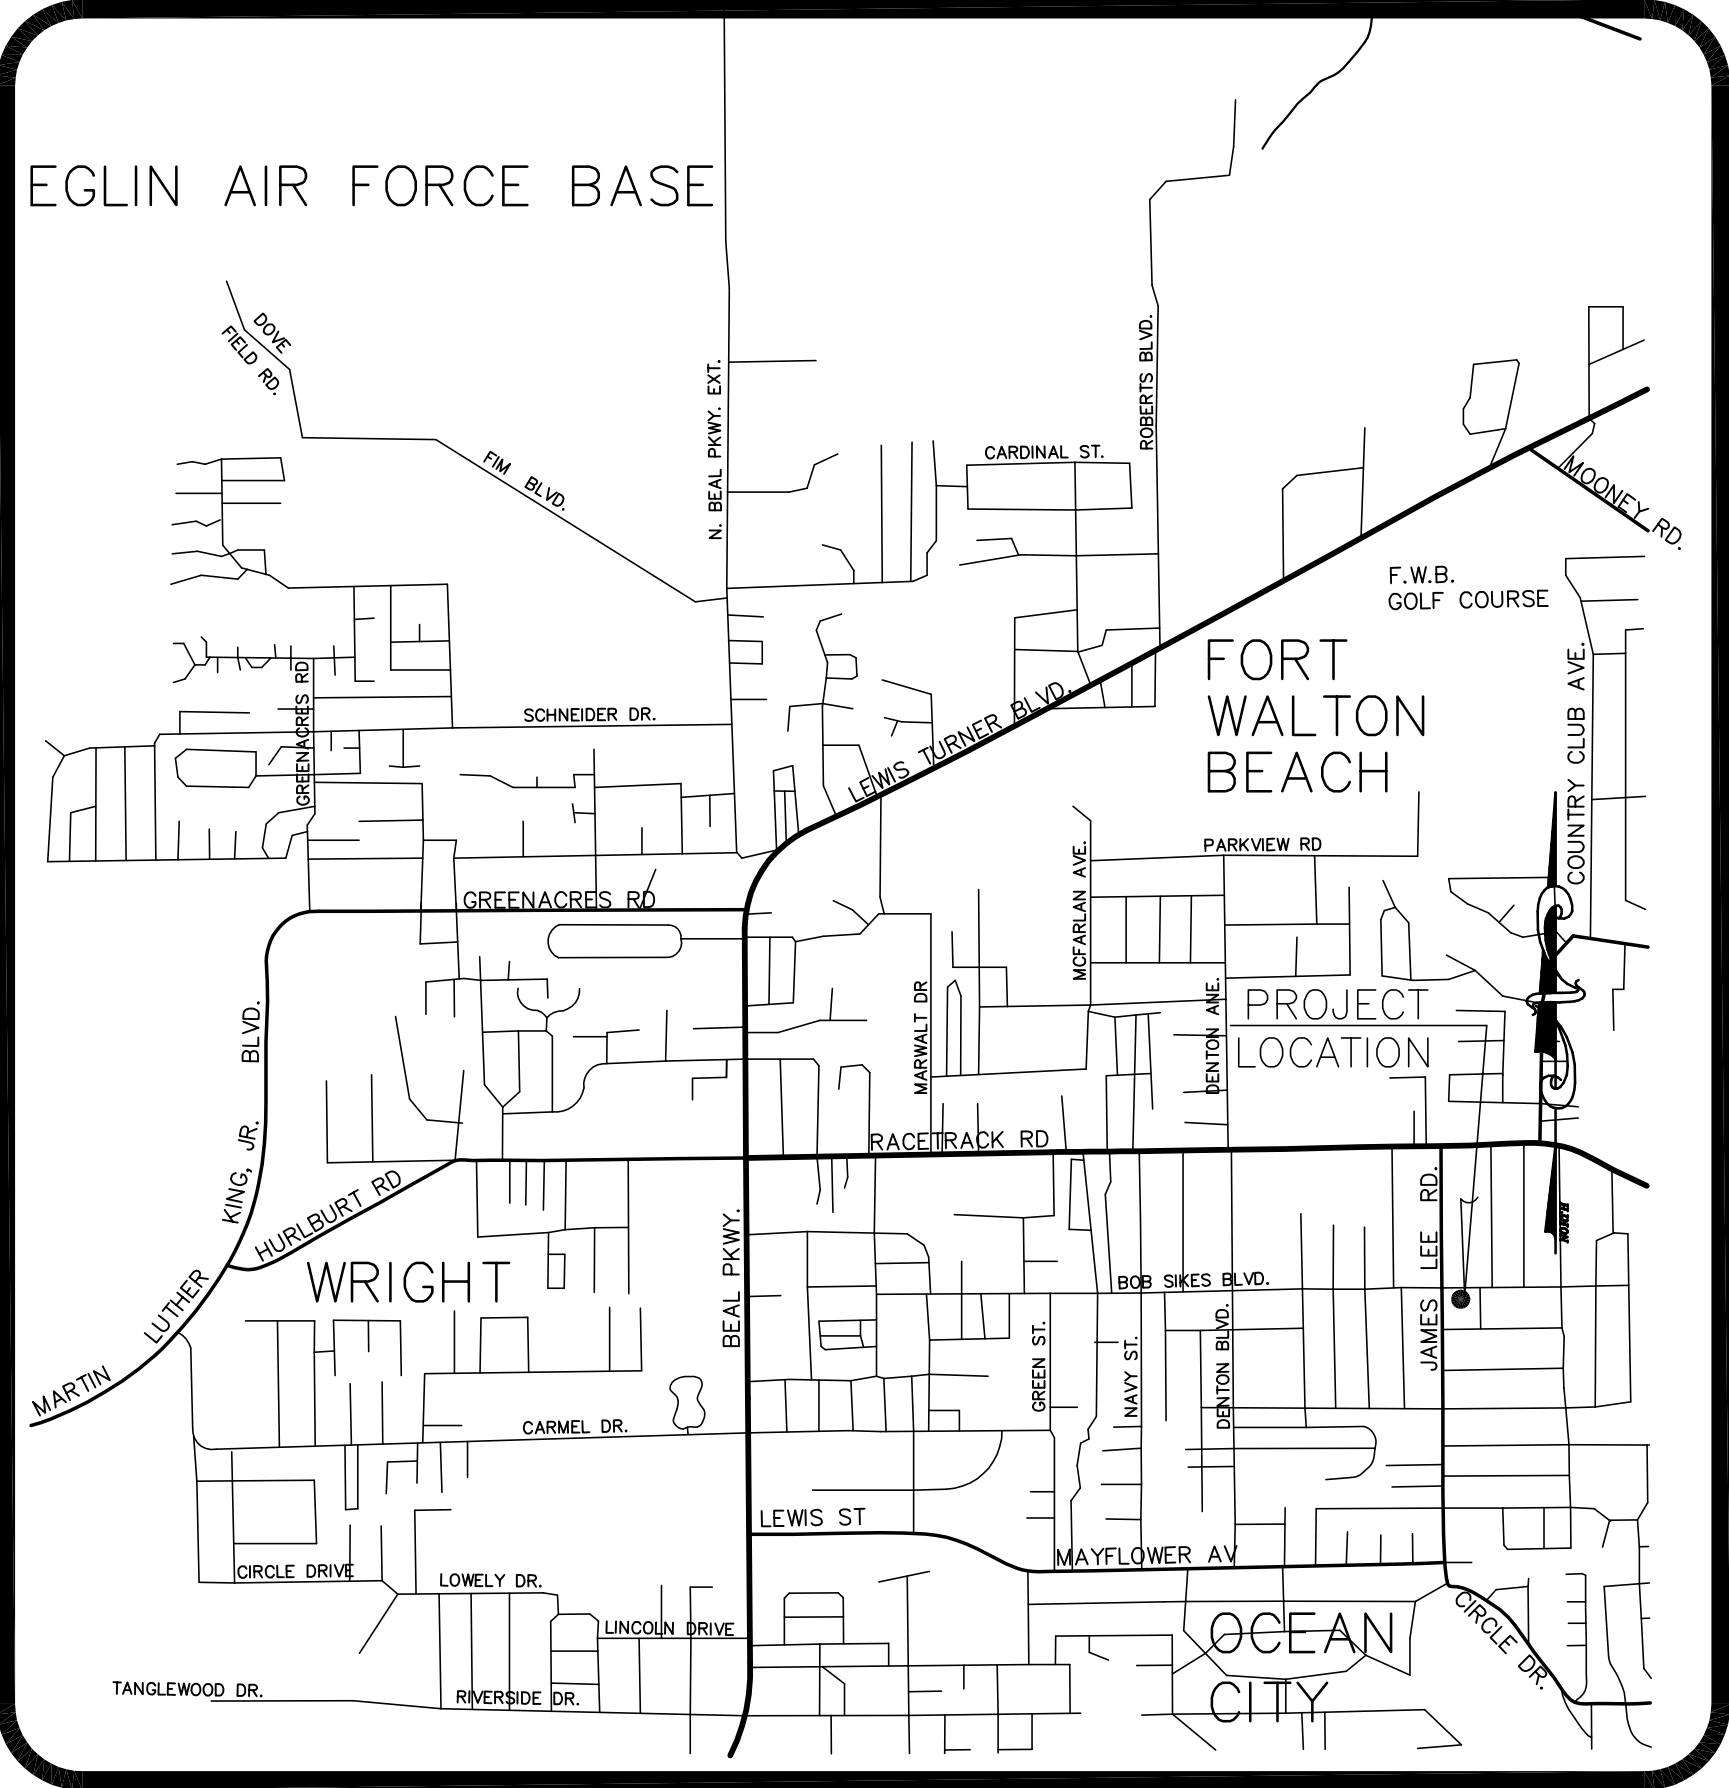 EGLIN AIR FORCE BASE
DOVE
FIELD RD.
FIM BLVD.
N. BEAL PKWY. EXT.
ROBERTS BLVD.
CARDINAL ST.
MOONEY RD.
F.W.B.
GOLF COURSE
FORT
WALTON
BEACH
COUNTRY CLUB AVE.
GREENACRES RD
SCHNEIDER DR.
LEWIS TURNER BLVD.
PARKVIEW RD
MCFARLAN AVE.
GREENACRES RD
MARWALT DR
DENTON ANE.
PROJECT
LOCATION
MARTIN LUTHER KING, JR. BLVD.
HURLBURT RD
RACETRACK RD
WRIGHT
BEAL PKWY.
BOB SIKES BLVD.
JAMES LEE RD.
GREEN ST.
NAVY ST.
DENTON BLVD.
CARMEL DR.
LEWIS ST
MAYFLOWER AV
CIRCLE DRIVE
LOWELY DR.
LINCOLN DRIVE
OCEAN
CITY
CIRCLE DR.
TANGLEWOOD DR.
RIVERSIDE DR.